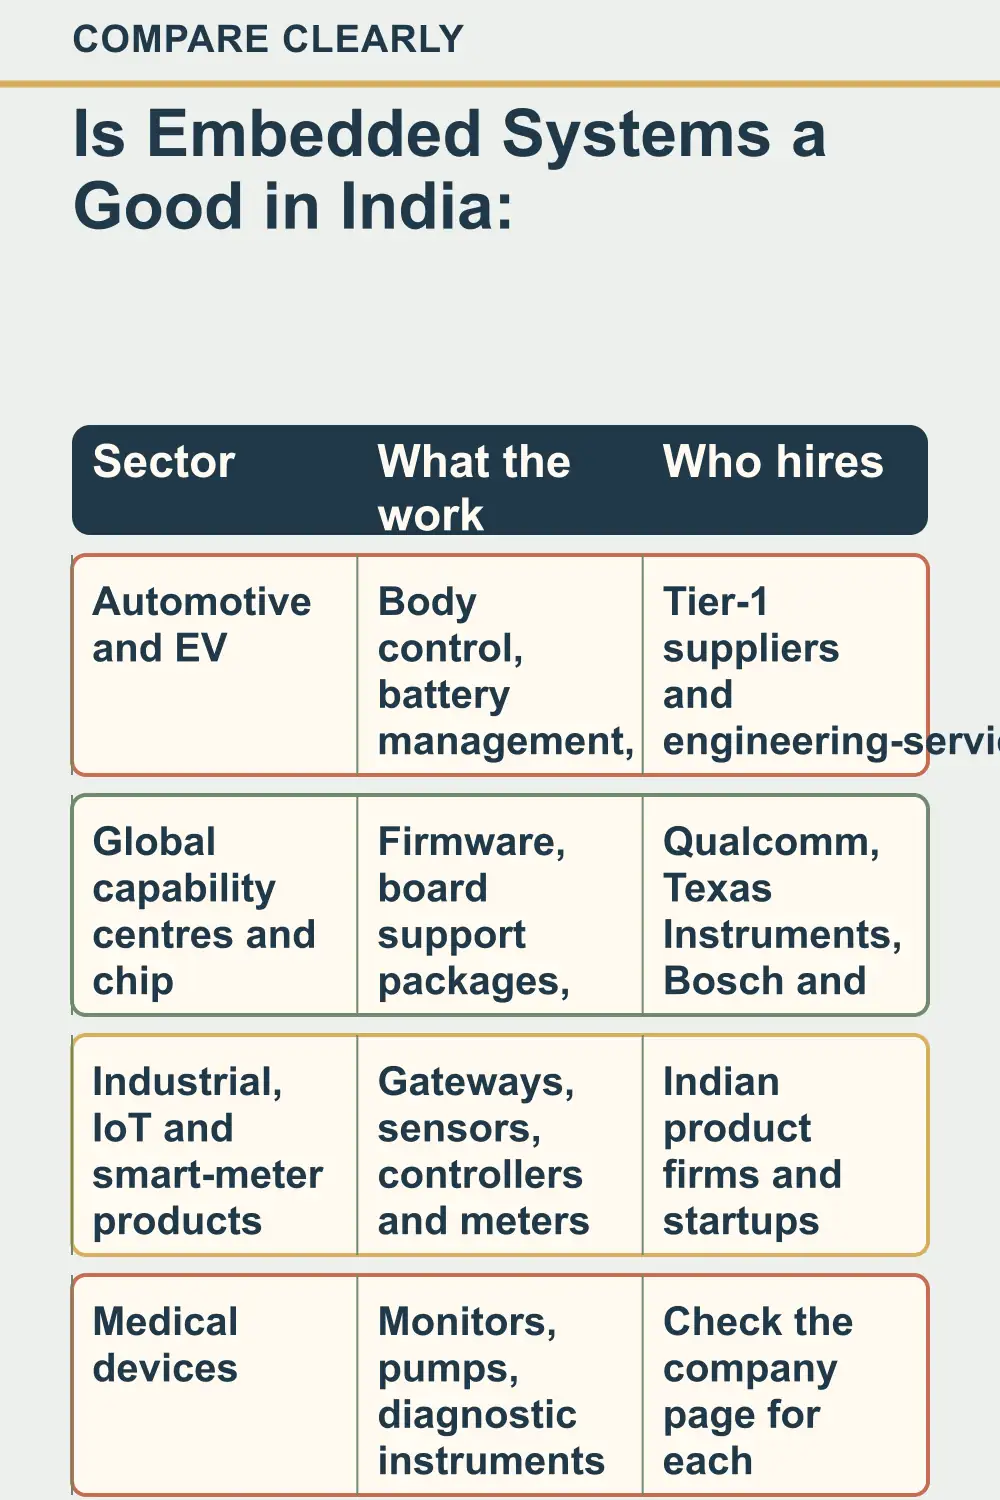 COMPARE CLEARLY
Is Embedded Systems a
Good in India:
Sector
What the
work
Who hires
Automotive
and EV
Body
control,
battery
management,
Tier-1
suppliers
and
engineering-servi
Global
capability
centres and
chip
Firmware,
board
support
packages,
Qualcomm,
Texas
Instruments,
Bosch and
Industrial,
IoT and
smart-meter
products
Gateways,
sensors,
controllers
and meters
Indian
product
firms and
startups
Medical
devices
Monitors,
pumps,
diagnostic
instruments
Check the
company
page for
each